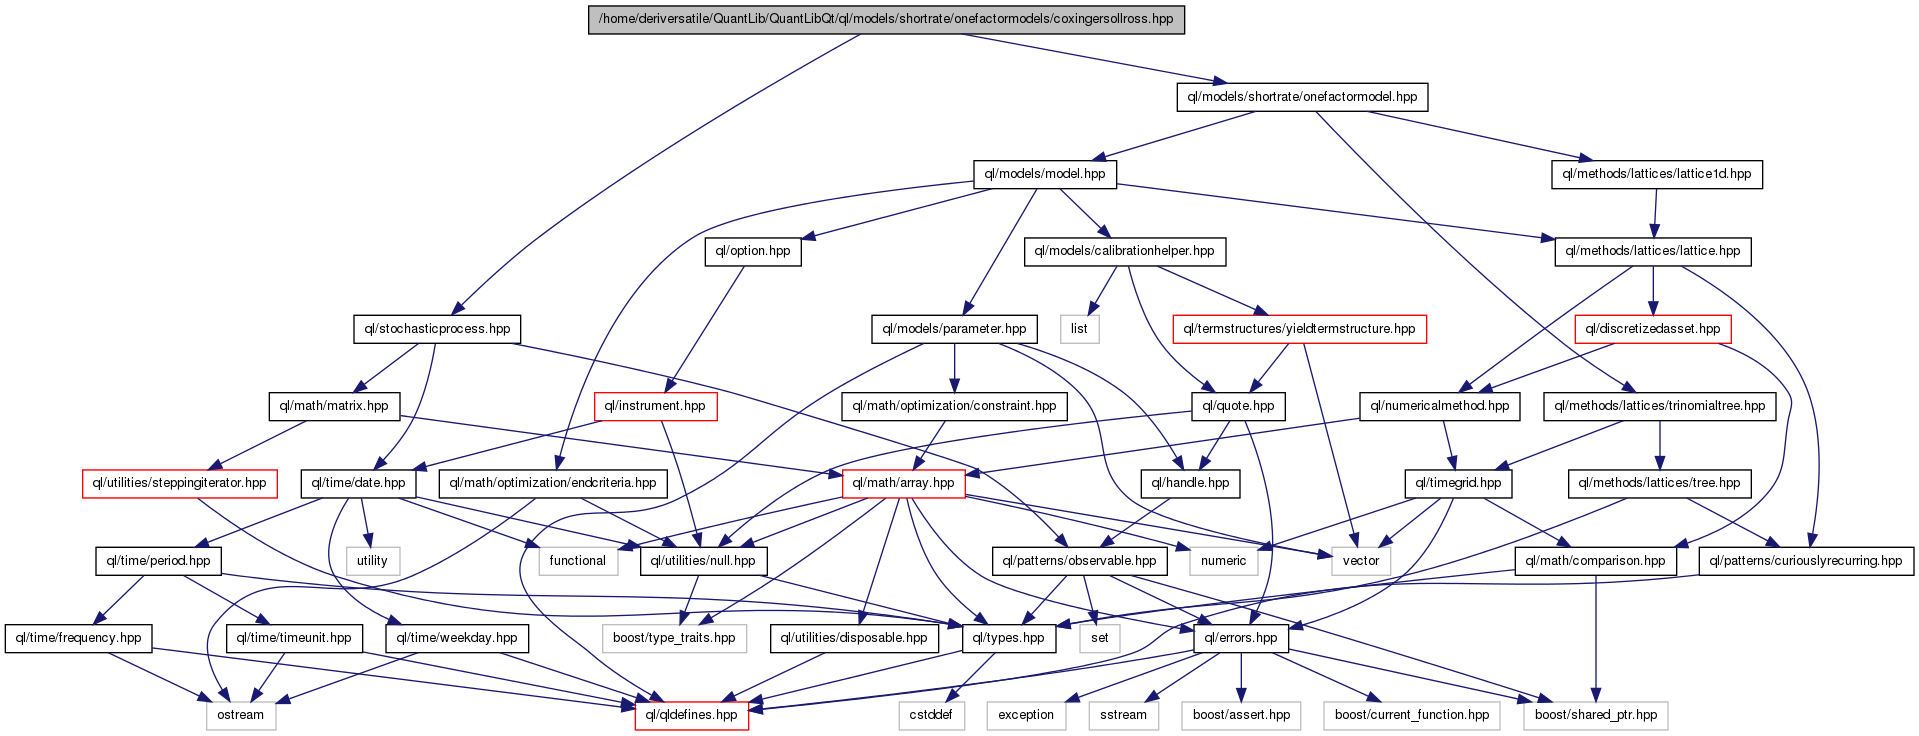 /home/deriversatile/QuantLib/QuantLibQt/ql/models/shortrate/onefactormodels/coxingersollross.hpp
ql/models/shortrate/onefactormodel.hpp
ql/models/model.hpp
ql/methods/lattices/lattice1d.hpp
ql/option.hpp
ql/models/calibrationhelper.hpp
ql/methods/lattices/lattice.hpp
ql/stochasticprocess.hpp
ql/models/parameter.hpp
list
ql/termstructures/yieldtermstructure.hpp
ql/discretizedasset.hpp
ql/math/matrix.hpp
ql/instrument.hpp
ql/math/optimization/constraint.hpp
ql/quote.hpp
ql/numericalmethod.hpp
ql/methods/lattices/trinomialtree.hpp
ql/utilities/steppingiterator.hpp
ql/time/date.hpp
ql/math/optimization/endcriteria.hpp
ql/math/array.hpp
ql/handle.hpp
ql/timegrid.hpp
ql/methods/lattices/tree.hpp
ql/time/period.hpp
utility
functional
ql/utilities/null.hpp
ql/patterns/observable.hpp
numeric
vector
ql/math/comparison.hpp
ql/patterns/curiouslyrecurring.hpp
ql/time/frequency.hpp
ql/time/timeunit.hpp
ql/time/weekday.hpp
boost/type_traits.hpp
ql/utilities/disposable.hpp
ql/types.hpp
set
ql/errors.hpp
ostream
ql/qldefines.hpp
cstddef
exception
sstream
boost/assert.hpp
boost/current_function.hpp
boost/shared_ptr.hpp